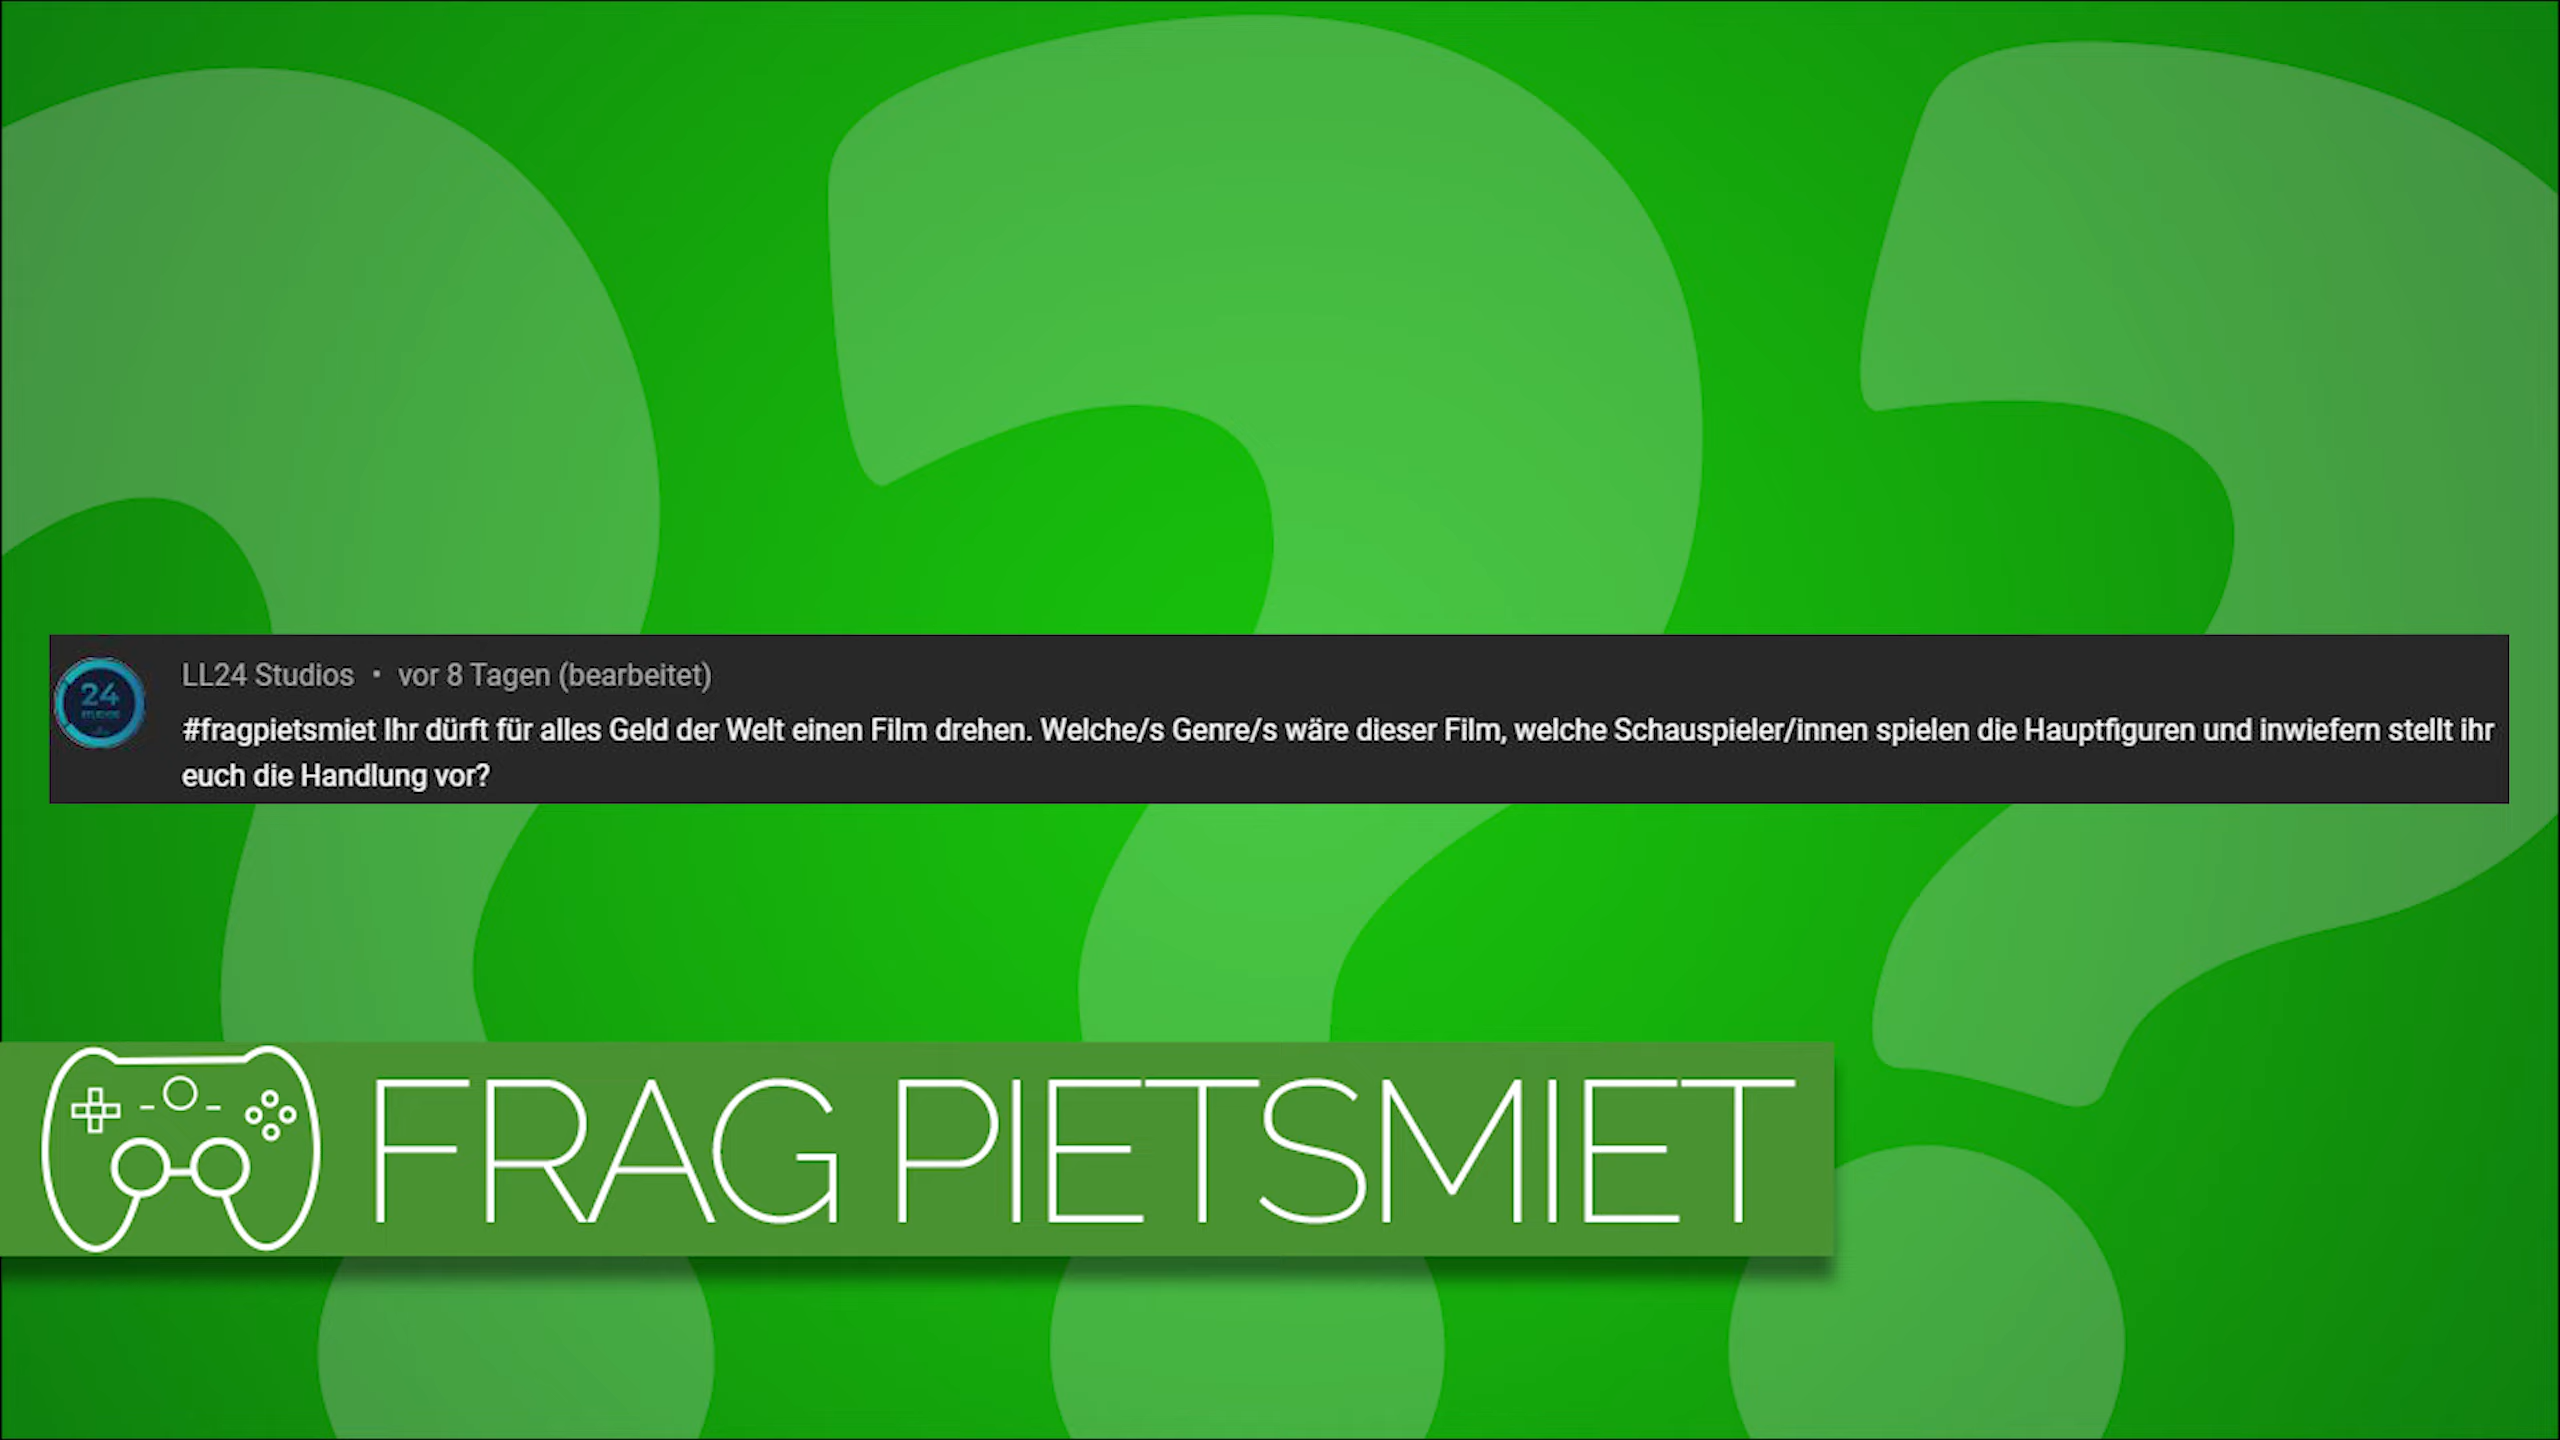 24
LL24 Studios • vor 8 Tagen (bearbeitet)
#fragpietsmiet Ihr dürft für alles Geld der Welt einen Film drehen. Welche/s Genre/s wäre dieser Film, welche Schauspieler/innen spielen die Hauptfiguren und inwiefern stellt ihr
euch die Handlung vor?
FRAG PIETSMIET